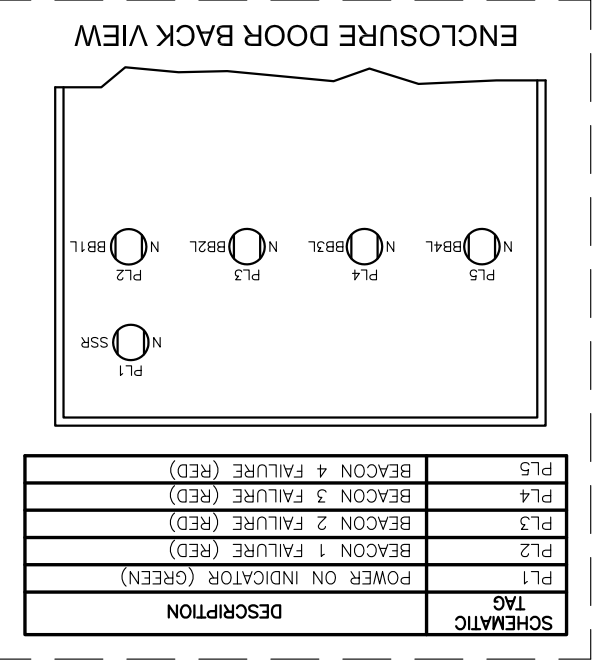 SCHEMATIC TAG DESCRIPTION
PL1 POWER ON INDICATOR (GREEN)
PL2 BEACON 1 FAILURE (RED)
PL3 BEACON 2 FAILURE (RED)
PL4 BEACON 3 FAILURE (RED)
PL5 BEACON 4 FAILURE (RED)
PL1
N SSR
PL5 PL4 PL3 PL2
N BB4L N BB3L N BB2L N BB1L
ENCLOSURE DOOR BACK VIEW